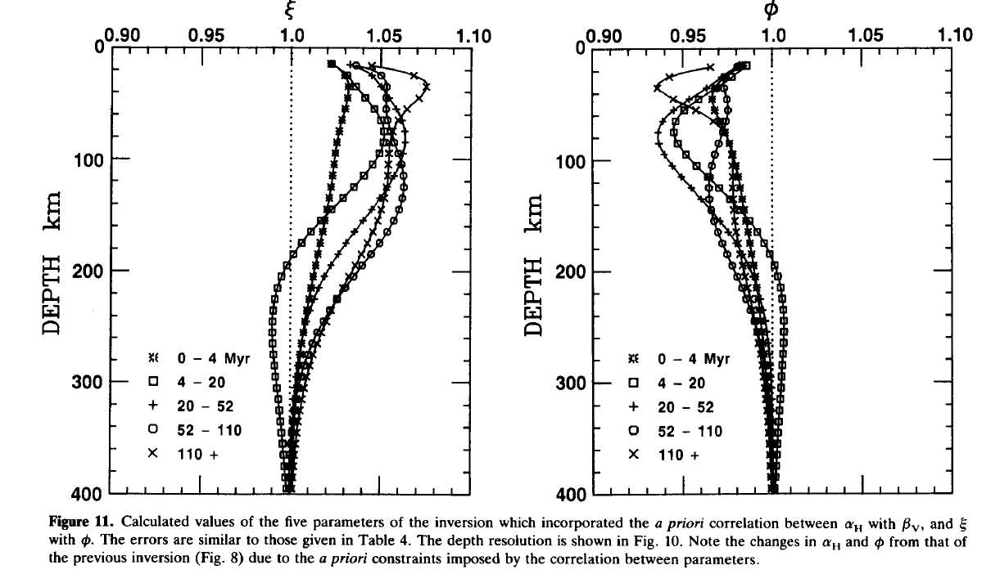 ξ
0.90 0.95 1.0 1.05 1.10
0
100
200
300
400
DEPTH km
0 – 4 Myr
4 – 20
20 – 52
52 – 110
110 +
ϕ
0.90 0.95 1.0 1.05 1.10
0
100
200
300
400
DEPTH km
0 – 4 Myr
4 – 20
20 – 52
52 – 110
110 +
Figure 11. Calculated values of the five parameters of the inversion which incorporated the a priori correlation between αH with βV, and ξ
with ϕ. The errors are similar to those given in Table 4. The depth resolution is shown in Fig. 10. Note the changes in αH and ϕ from that of
the previous inversion (Fig. 8) due to the a priori constraints imposed by the correlation between parameters.